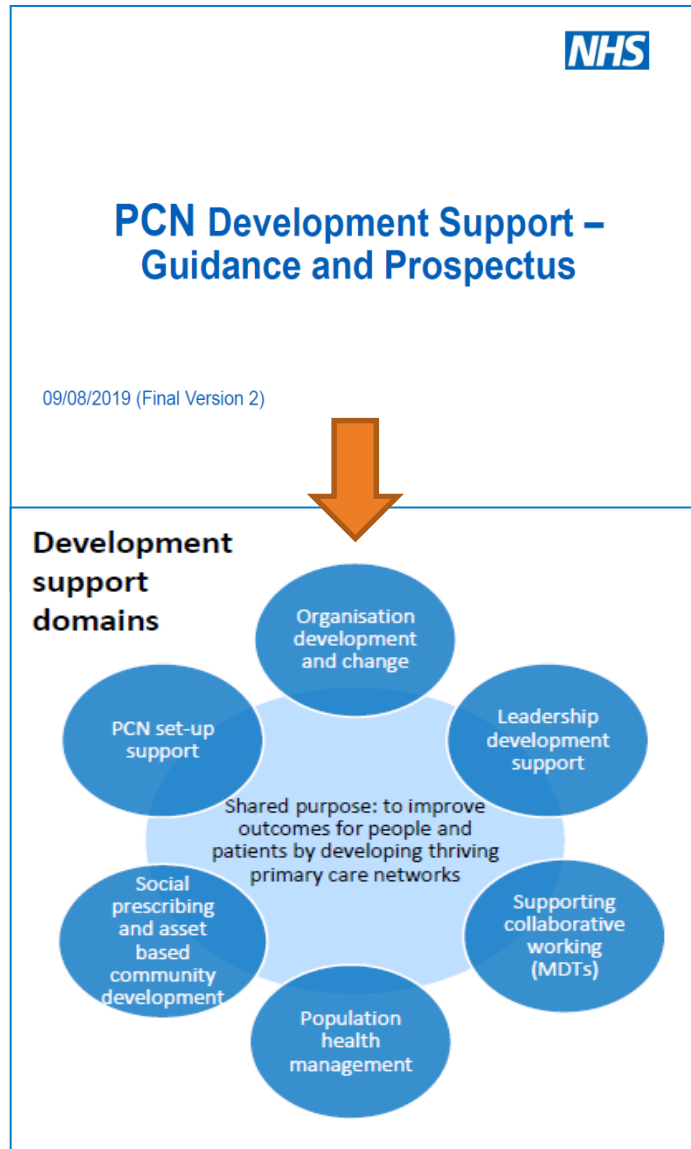 NHS
PCN Development Support –
Guidance and Prospectus
09/08/2019 (Final Version 2)
Development
support
domains
Organisation
development
and change
Leadership
development
support
Supporting
collaborative
working
(MDTs)
Population
health
management
Social
prescribing
and asset
based
community
development
PCN set-up
support
Shared purpose: to improve
outcomes for people and
patients by developing thriving
primary care networks